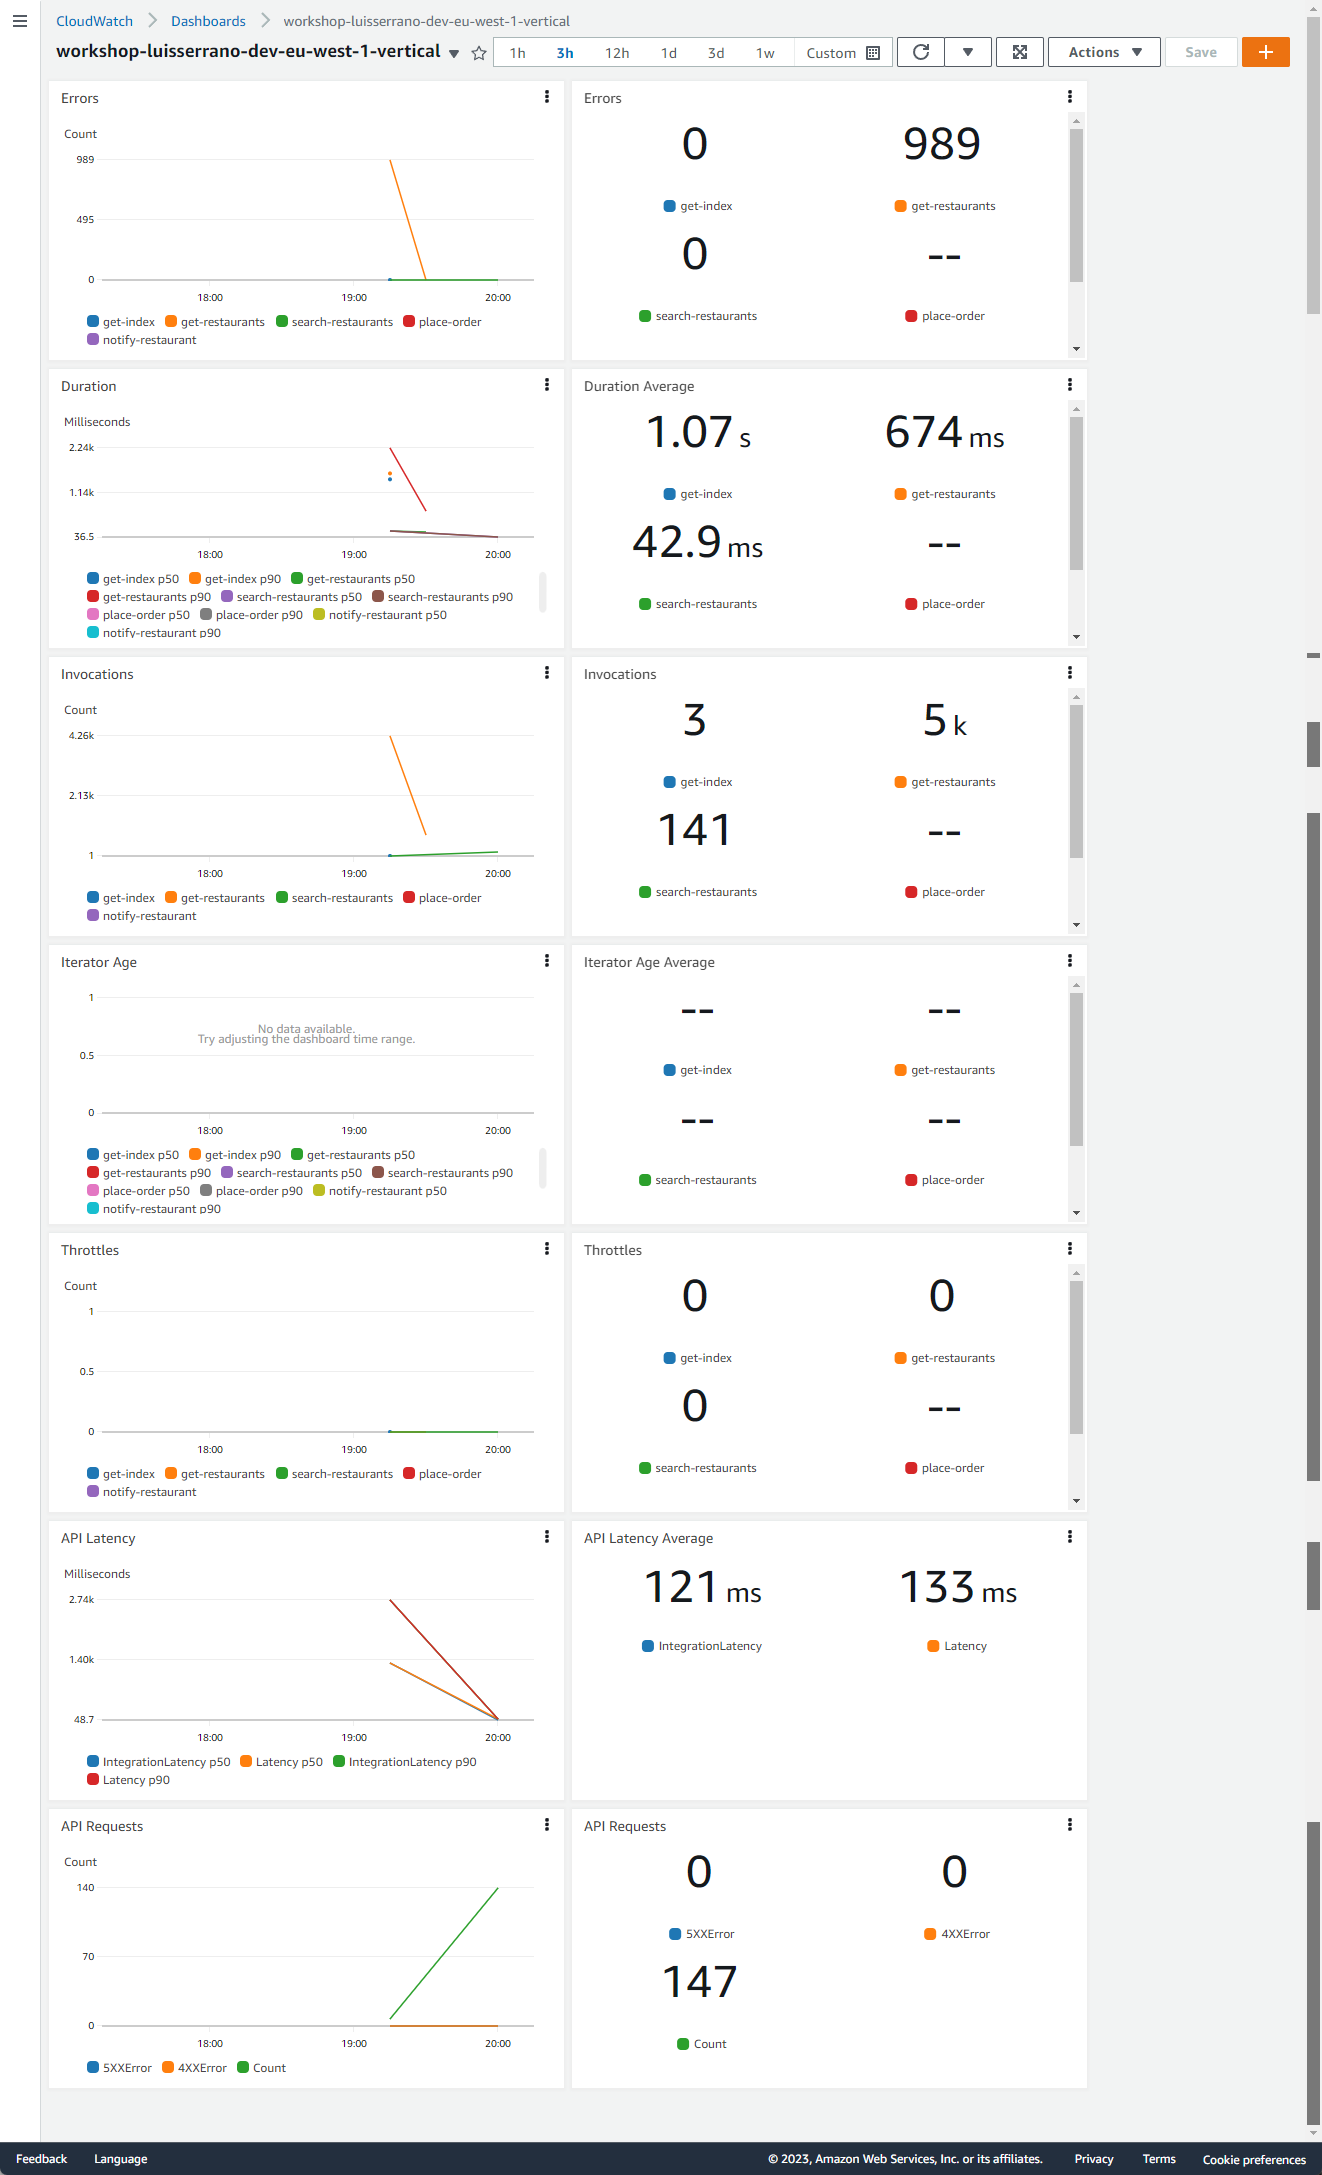 CloudWatch > Dashboards > workshop-luisserrano-dev-eu-west-1-vertical
workshop-luisserrano-dev-eu-west-1-vertical 1h 3h 12h 1d 3d 1w Custom Actions Save +
Errors
Count
989
495
0
18:00 19:00 20:00
get-index get-restaurants search-restaurants place-order
notify-restaurant
Errors
0 989
get-index get-restaurants
0 --
search-restaurants place-order
Duration
Milliseconds
2.24k
1.14k
36.5
18:00 19:00 20:00
get-index p50 get-index p90 get-restaurants p50
get-restaurants p90 search-restaurants p50 search-restaurants p90
place-order p50 place-order p90 notify-restaurant p50
notify-restaurant p90
Duration Average
1.07 s 674 ms
get-index get-restaurants
42.9 ms --
search-restaurants place-order
Invocations
Count
4.26k
2.13k
1
18:00 19:00 20:00
get-index get-restaurants search-restaurants place-order
notify-restaurant
Invocations
3 5 k
get-index get-restaurants
141 --
search-restaurants place-order
Iterator Age
1
No data available.
Try adjusting the dashboard time range.
0.5
0
18:00 19:00 20:00
get-index p50 get-index p90 get-restaurants p50
get-restaurants p90 search-restaurants p50 search-restaurants p90
place-order p50 place-order p90 notify-restaurant p50
notify-restaurant p90
Iterator Age Average
-- --
get-index get-restaurants
-- --
search-restaurants place-order
Throttles
Count
1
0.5
0
18:00 19:00 20:00
get-index get-restaurants search-restaurants place-order
notify-restaurant
Throttles
0 0
get-index get-restaurants
0 --
search-restaurants place-order
API Latency
Milliseconds
2.74k
1.40k
48.7
18:00 19:00 20:00
IntegrationLatency p50 Latency p50 IntegrationLatency p90
Latency p90
API Latency Average
121 ms 133 ms
IntegrationLatency Latency
API Requests
Count
140
70
0
18:00 19:00 20:00
5XXError 4XXError Count
API Requests
0 0
5XXError 4XXError
147
Count
Feedback Language © 2023, Amazon Web Services, Inc. or its affiliates. Privacy Terms Cookie preferences